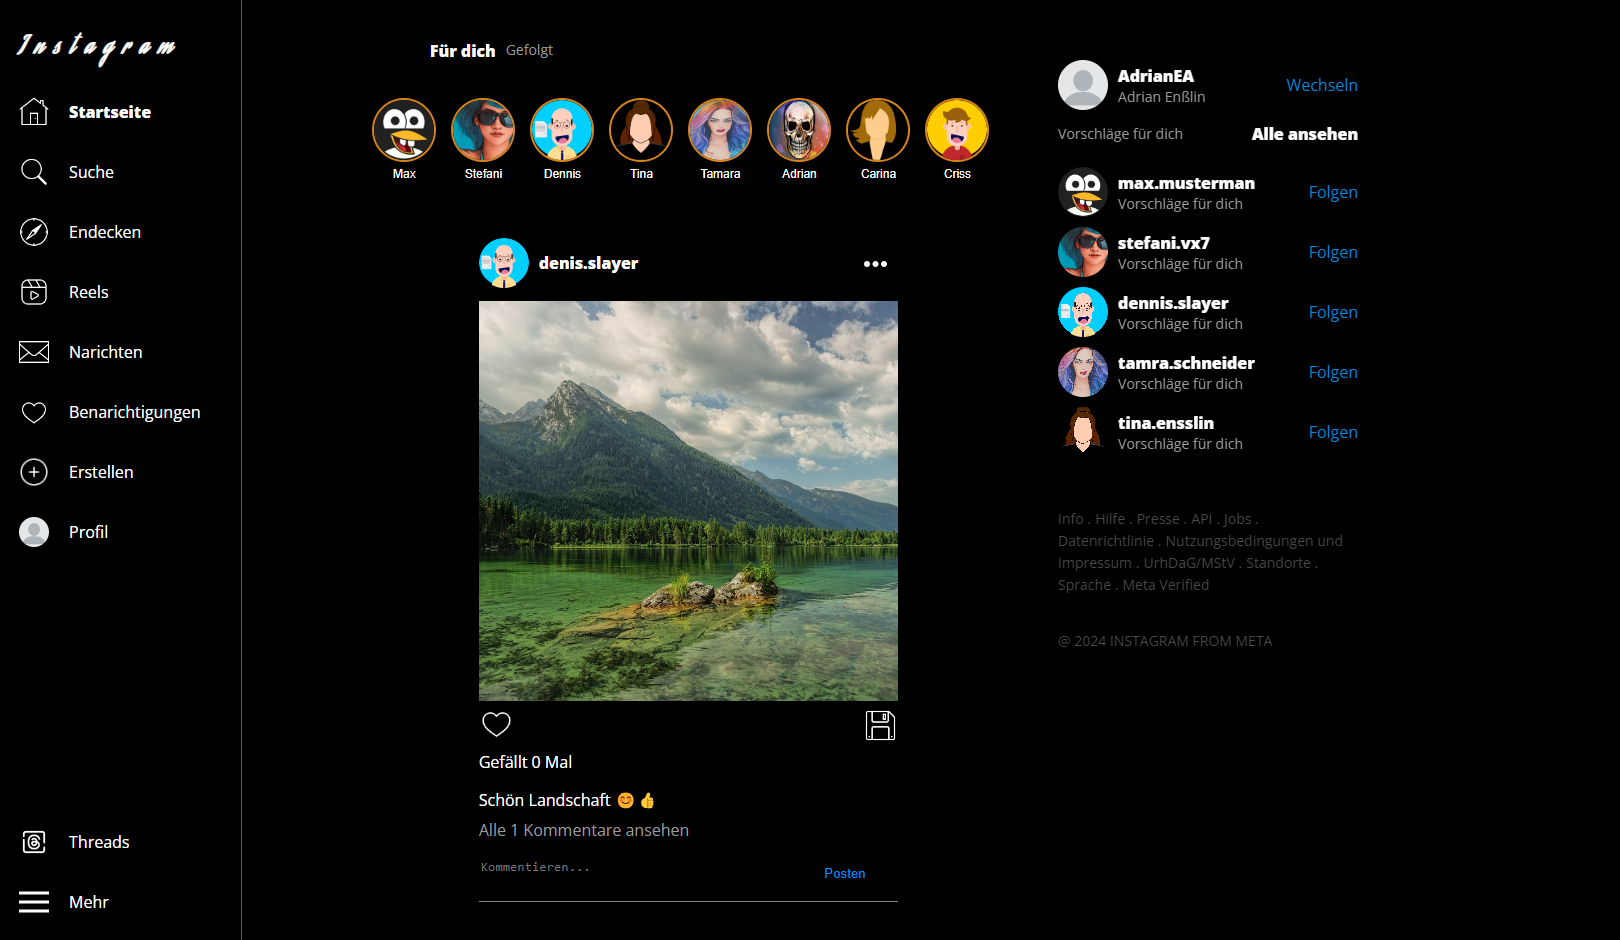 Instagram
Startseite
Suche
Endecken
Reels
Narichten
Benarichtigungen
Erstellen
Profil
Threads
Mehr
Für dich Gefolgt
Max Stefani Dennis Tina Tamara Adrian Carina Criss
denis.slayer
Gefällt 0 Mal
Schön Landschaft 😊 👍
Alle 1 Kommentare ansehen
Kommentieren...
Posten
AdrianEA
Adrian Enßlin
Wechseln
Vorschläge für dich Alle ansehen
max.musterman
Vorschläge für dich
Folgen
stefani.vx7
Vorschläge für dich
Folgen
dennis.slayer
Vorschläge für dich
Folgen
tamra.schneider
Vorschläge für dich
Folgen
tina.ensslin
Vorschläge für dich
Folgen
Info . Hilfe . Presse . API . Jobs .
Datenrichtlinie . Nutzungsbedingungen und
Impressum . UrhDaG/MStV . Standorte .
Sprache . Meta Verified
@ 2024 INSTAGRAM FROM META